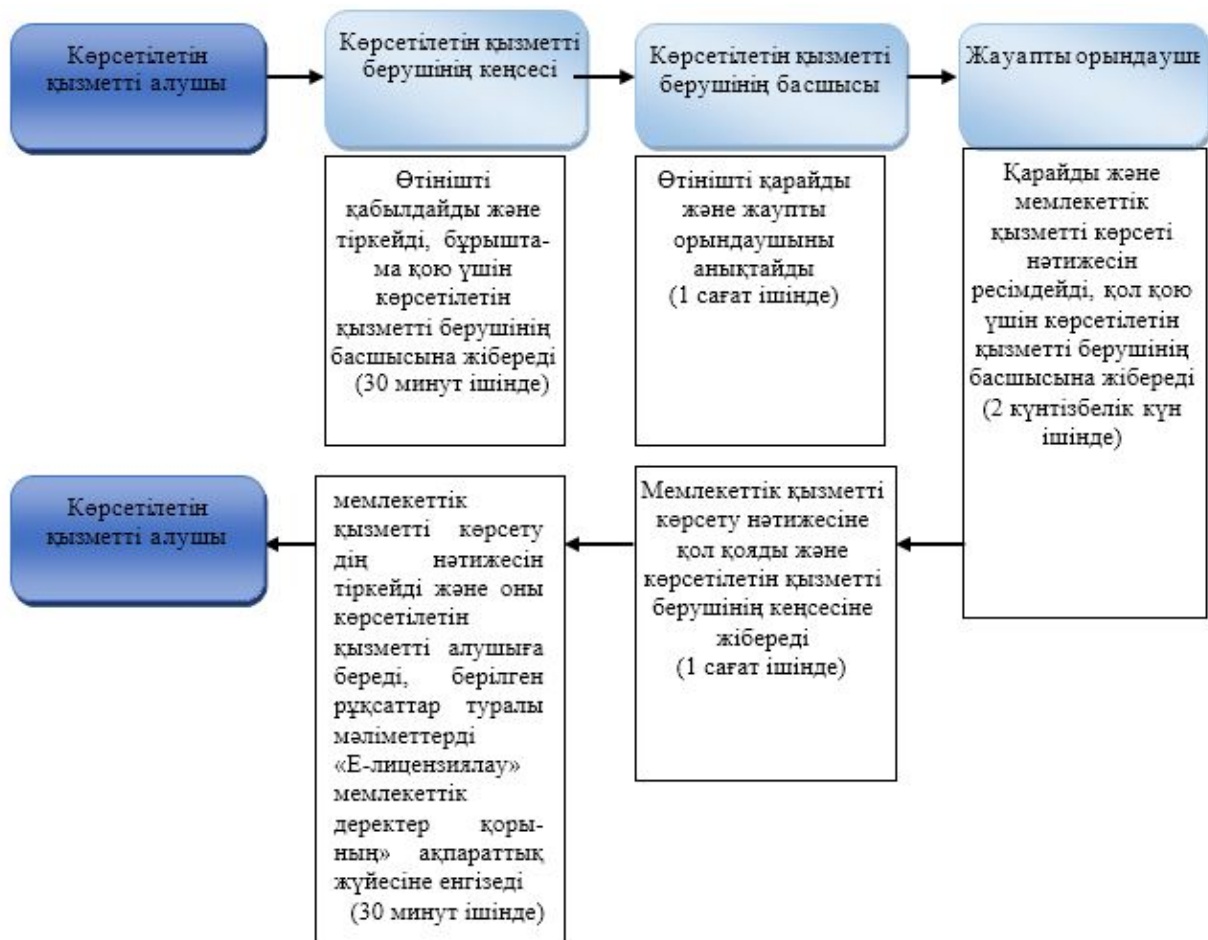 Көрсетілетін
қызметті алушы
Көрсетілетін қызметті
берушінің кеңсесі
Көрсетілетін қызметті
берушінің басшысы
Жауапты орындаушы
Өтінішті
қабылдайды және
тіркейді, бұрышта-
ма қою үшін
көрсетілетін
қызметті берушінің
басшысына жібереді
(30 минут ішінде)
Өтінішті қарайды
және жаупты
орындаушыны
анықтайды
(1 сағат ішінде)
Қарайды және
мемлекеттік
қызметті көрсеті
нәтижесін
ресімдейді, қол қою
үшін көрсетілетін
қызметті берушінің
басшысына жібереді
(2 күнтізбелік күн
ішінде)
Көрсетілетін
қызметті алушы
мемлекеттік
қызметті көрсету
дің нәтижесін
тіркейді және оны
көрсетілетін
қызметті алушыға
береді, берілген
рұқсаттар туралы
мәліметтерді
«Е-лицензиялау»
мемлекеттік
деректер қоры-
ның» ақпараттық
жүйесіне енгізеді
(30 минут ішінде)
Мемлекеттік қызметті
көрсету нәтижесіне
қол қояды және
көрсетілетін қызметті
берушінің кеңсесіне
жібереді
(1 сағат ішінде)